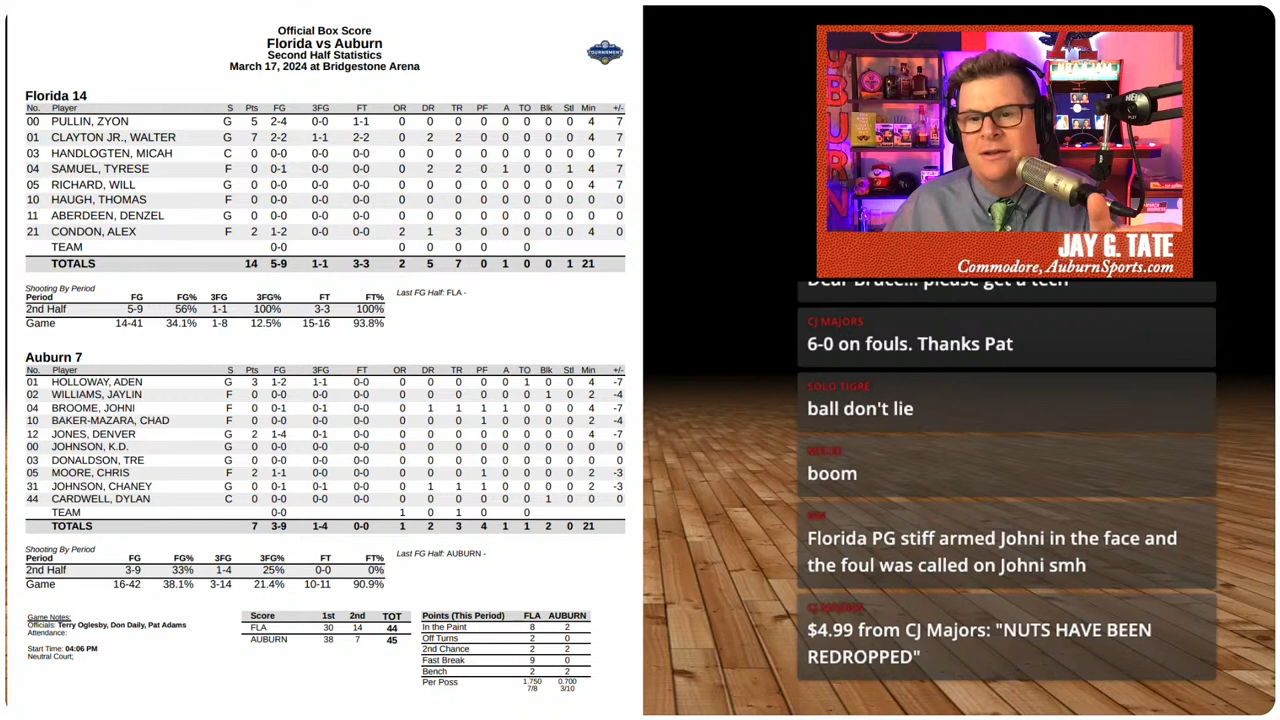 Official Box Score
Florida vs Auburn
Second Half Statistics
March 17, 2024 at Bridgestone Arena
TOURNAMENT
Florida 14
No. Player S Pts FG 3FG FT OR DR TR PF A TO Blk Stl Min +/-
00 PULLIN, ZYON G 5 2-4 0-0 1-1 0 0 0 0 0 0 0 0 4 7
01 CLAYTON JR., WALTER G 7 2-2 1-1 2-2 0 2 2 0 0 0 0 0 4 7
03 HANDLOGTEN, MICAH C 0 0-0 0-0 0-0 0 0 0 0 0 0 0 0 0 7
04 SAMUEL, TYRESE F 0 0-1 0-0 0-0 0 2 2 0 1 0 0 1 4 7
05 RICHARD, WILL G 0 0-0 0-0 0-0 0 0 0 0 0 0 0 0 4 7
10 HAUGH, THOMAS F 0 0-0 0-0 0-0 0 0 0 0 0 0 0 0 0 0
11 ABERDEEN, DENZEL G 0 0-0 0-0 0-0 0 0 0 0 0 0 0 0 0 0
21 CONDON, ALEX F 2 1-2 0-0 0-0 2 1 3 0 0 0 0 0 4 0
TEAM 0-0 0 0 0 0 0
TOTALS 14 5-9 1-1 3-3 2 5 7 0 1 0 0 1 21
Shooting By Period
Period FG FG% 3FG 3FG% FT FT%
2nd Half 5-9 56% 1-1 100% 3-3 100%
Game 14-41 34.1% 1-8 12.5% 15-16 93.8%
Last FG Half: FLA -
Auburn 7
No. Player S Pts FG 3FG FT OR DR TR PF A TO Blk Stl Min +/-
01 HOLLOWAY, ADEN G 3 1-2 1-1 0-0 0 0 0 0 0 1 0 0 4 -7
02 WILLIAMS, JAYLIN F 0 0-0 0-0 0-0 0 0 0 0 0 0 1 0 2 -4
04 BROOME, JOHNI F 0 0-1 0-1 0-0 0 1 1 1 1 0 0 0 4 -7
10 BAKER-MAZARA, CHAD F 0 0-0 0-0 0-0 0 0 0 1 0 0 0 0 2 -4
12 JONES, DENVER G 2 1-4 0-1 0-0 0 0 0 0 0 0 0 0 4 -7
00 JOHNSON, K.D. G 0 0-0 0-0 0-0 0 0 0 0 0 0 0 0 0 0
03 DONALDSON, TRE G 0 0-0 0-0 0-0 0 0 0 0 0 0 0 0 0 0
05 MOORE, CHRIS F 2 1-1 0-0 0-0 0 0 0 1 0 0 0 0 2 -3
31 JOHNSON, CHANEY F 0 0-1 0-1 0-0 0 1 1 1 0 0 0 0 2 -3
44 CARDWELL, DYLAN C 0 0-0 0-0 0-0 0 0 0 0 0 0 1 0 0 0
TEAM 0-0 1 0 1 0 0
TOTALS 7 3-9 1-4 0-0 1 2 3 4 1 1 2 0 21
Shooting By Period
Period FG FG% 3FG 3FG% FT FT%
2nd Half 3-9 33% 1-4 25% 0-0 0%
Game 16-42 38.1% 3-14 21.4% 10-11 90.9%
Last FG Half: AUBURN -
Game Notes:
Officials: Terry Oglesby, Don Daily, Pat Adams
Attendance:
Start Time: 04:06 PM
Neutral Court;
Score 1st 2nd TOT
FLA 30 14 44
AUBURN 38 7 45
Points (This Period) FLA AUBURN
In the Paint 8 2
Off Turns 2 0
2nd Chance 2 2
Fast Break 9 0
Bench 2 2
Per Poss 1.750 0.700
7/8 3/10
JAY G. TATE
Commodore, AuburnSports.com
Dear Bruce... please get a tech
CJ MAJORS
6-0 on fouls. Thanks Pat
SOLO TIGRE
ball don't lie
boom
Florida PG stiff armed Johni in the face and
the foul was called on Johni smh
CJ MAJORS
$4.99 from CJ Majors: "NUTS HAVE BEEN
REDROPPED"